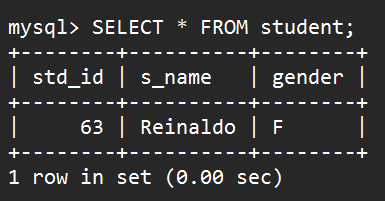 mysql> SELECT * FROM student;
+--------+----------+--------+
| std_id | s_name   | gender |
+--------+----------+--------+
|     63 | Reinaldo | F      |
+--------+----------+--------+
1 row in set (0.00 sec)